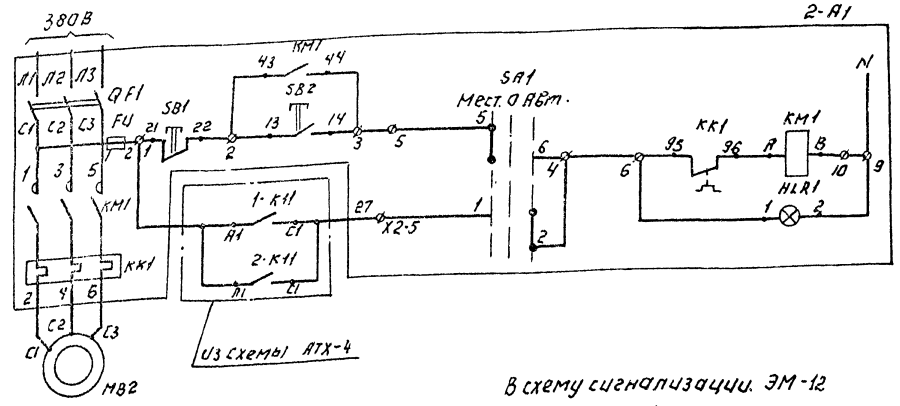 380В
2-А1
Л1 Л2 Л3
QF1
С1 С2 С3
FU
2
1 3 5
КМ1
КК1
2 4 6
С1 С2 С3
МВ2
21 SB1 22
1
2
43 КМ1 44
SB2
13 14
3
5
SA1
Мест. 0 Авт.
5
6
4
1
2
6
95 КК1 96
А КМ1 В
10
9
N
HLR1
1 2
1-К11
А1 С1
2-К11
Л1 С1
27
Х2-5
из схемы АТХ-4
В схему сигнализации. ЭМ-12